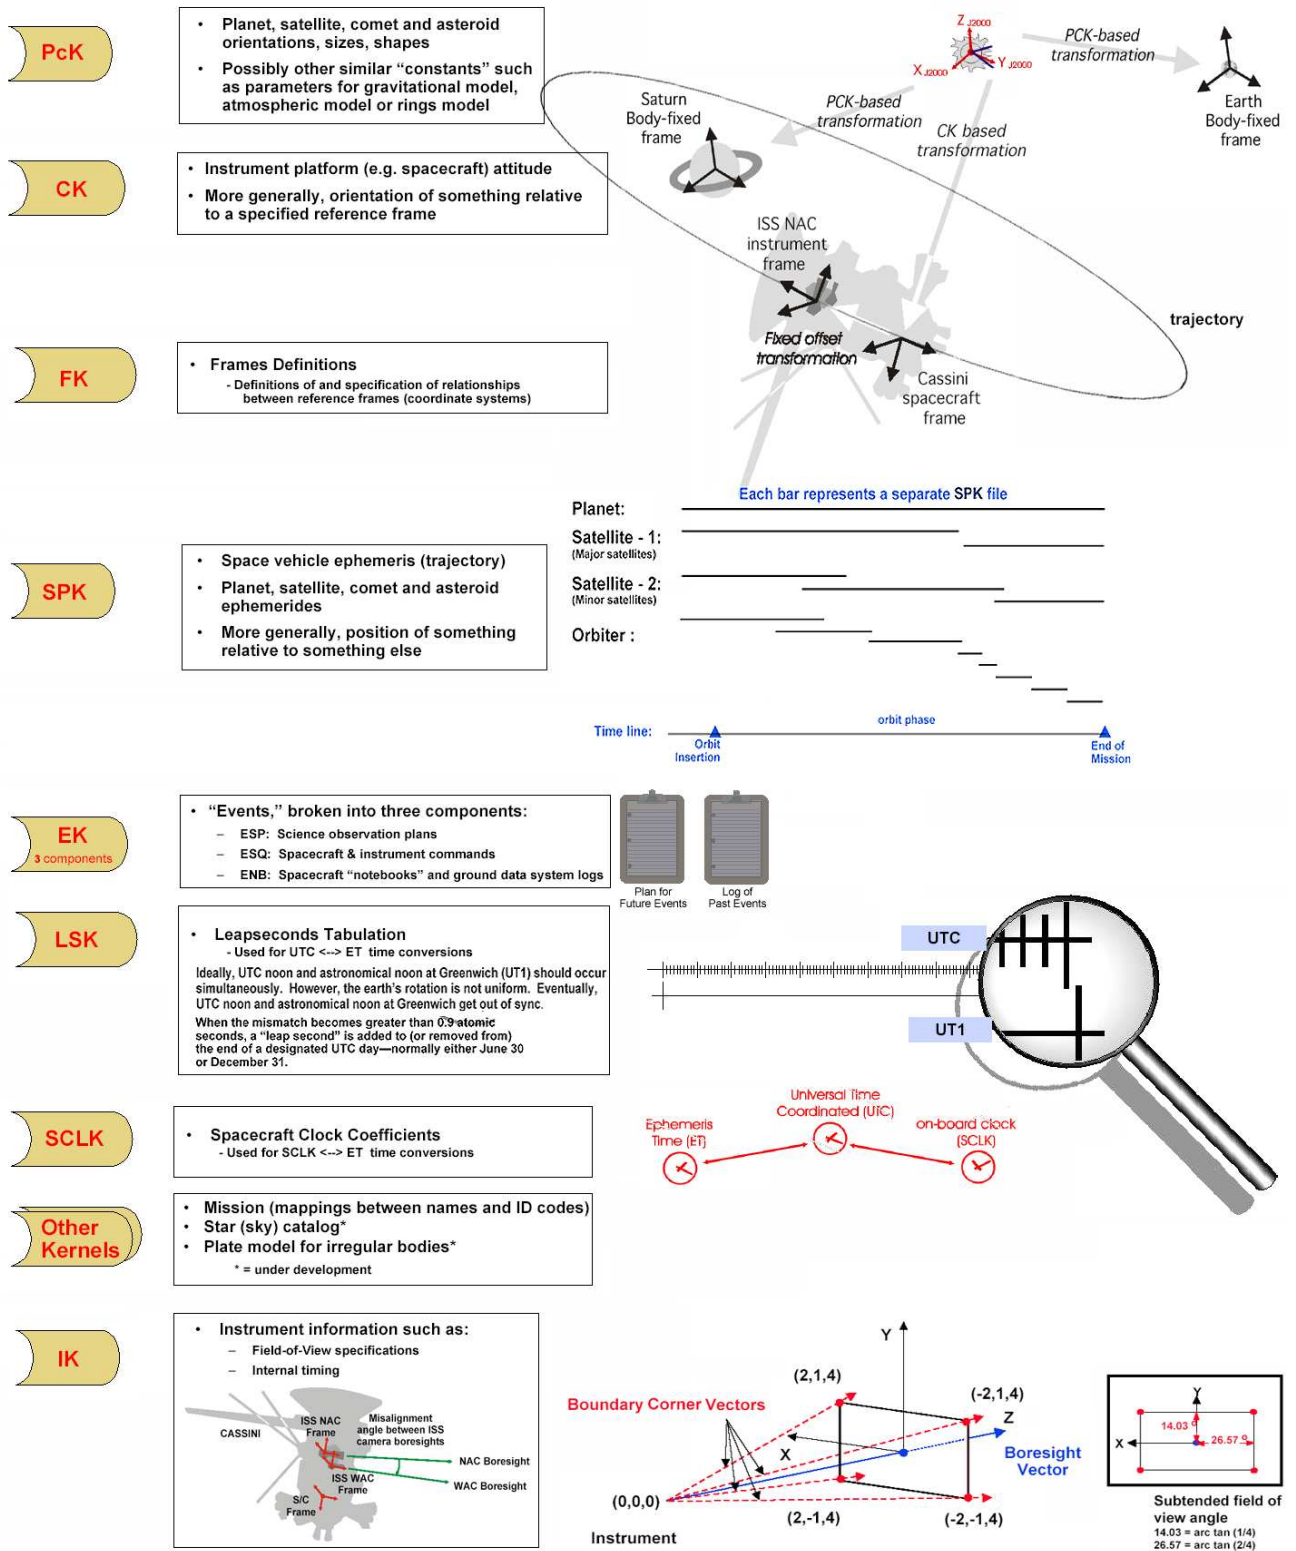 PcK
• Planet, satellite, comet and asteroid
orientations, sizes, shapes
• Possibly other similar “constants” such
as parameters for gravitational model,
atmospheric model or rings model
Z J2000
X J2000
Y J2000
PCK-based
transformation
Earth
Body-fixed
frame
Saturn
Body-fixed
frame
PCK-based
transformation
CK based
transformation
CK
• Instrument platform (e.g. spacecraft) attitude
• More generally, orientation of something relative
to a specified reference frame
ISS NAC
instrument
frame
trajectory
Fixed offset
transformation
Cassini
spacecraft
frame
FK
• Frames Definitions
- Definitions of and specification of relationships
between reference frames (coordinate systems)
Each bar represents a separate SPK file
Planet:
Satellite - 1:
(Major satellites)
Satellite - 2:
(Minor satellites)
Orbiter :
Time line:
orbit phase
Orbit
Insertion
End of
Mission
SPK
• Space vehicle ephemeris (trajectory)
• Planet, satellite, comet and asteroid
ephemerides
• More generally, position of something
relative to something else
EK
3 components
• “Events,” broken into three components:
– ESP: Science observation plans
– ESQ: Spacecraft & instrument commands
– ENB: Spacecraft “notebooks” and ground data system logs
Plan for
Future Events
Log of
Past Events
LSK
• Leapseconds Tabulation
- Used for UTC <--> ET time conversions
Ideally, UTC noon and astronomical noon at Greenwich (UT1) should occur
simultaneously. However, the earth's rotation is not uniform. Eventually,
UTC noon and astronomical noon at Greenwich get out of sync.
When the mismatch becomes greater than 0.9 atomic
seconds, a “leap second” is added to (or removed from)
the end of a designated UTC day—normally either June 30
or December 31.
UTC
UT1
SCLK
• Spacecraft Clock Coefficients
- Used for SCLK <--> ET time conversions
Ephemeris
Time (ET)
Universal Time
Coordinated (UTC)
on-board clock
(SCLK)
Other
Kernels
• Mission (mappings between names and ID codes)
• Star (sky) catalog*
• Plate model for irregular bodies*
* = under development
IK
• Instrument information such as:
– Field-of-View specifications
– Internal timing
CASSINI
ISS NAC
Frame
Misalignment
angle between ISS
camera boresights
NAC Boresight
WAC Boresight
ISS WAC
Frame
S/C
Frame
Y
(2,1,4)
(-2,1,4)
Boundary Corner Vectors
Z
X
Boresight
Vector
(0,0,0)
(2,-1,4)
(-2,-1,4)
Instrument
Y
14.03 º
X
26.57 º
Subtended field of
view angle
14.03 = arc tan (1/4)
26.57 = arc tan (2/4)